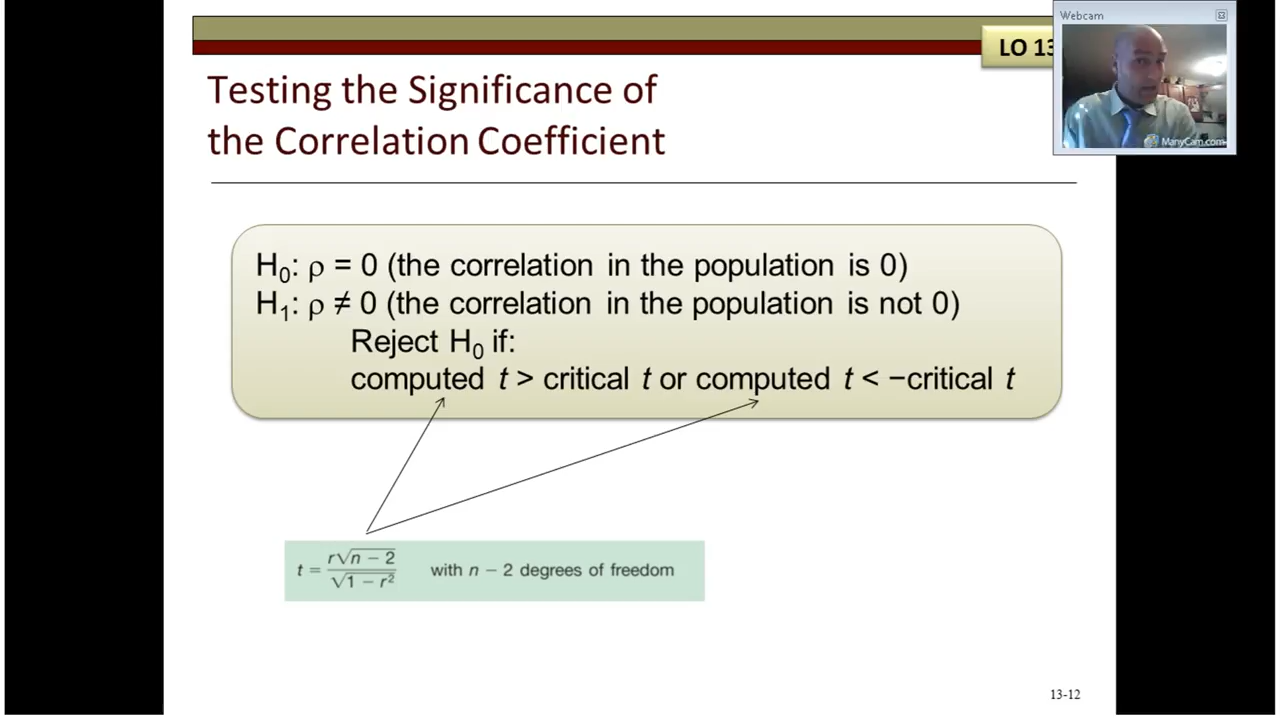 LO 13
Webcam
ManyCam.com
Testing the Significance of
the Correlation Coefficient
H₀: ρ = 0 (the correlation in the population is 0)
H₁: ρ ≠ 0 (the correlation in the population is not 0)
Reject H₀ if:
computed t > critical t or computed t < −critical t
t = r√n − 2 / √1 − r² with n − 2 degrees of freedom
13-12